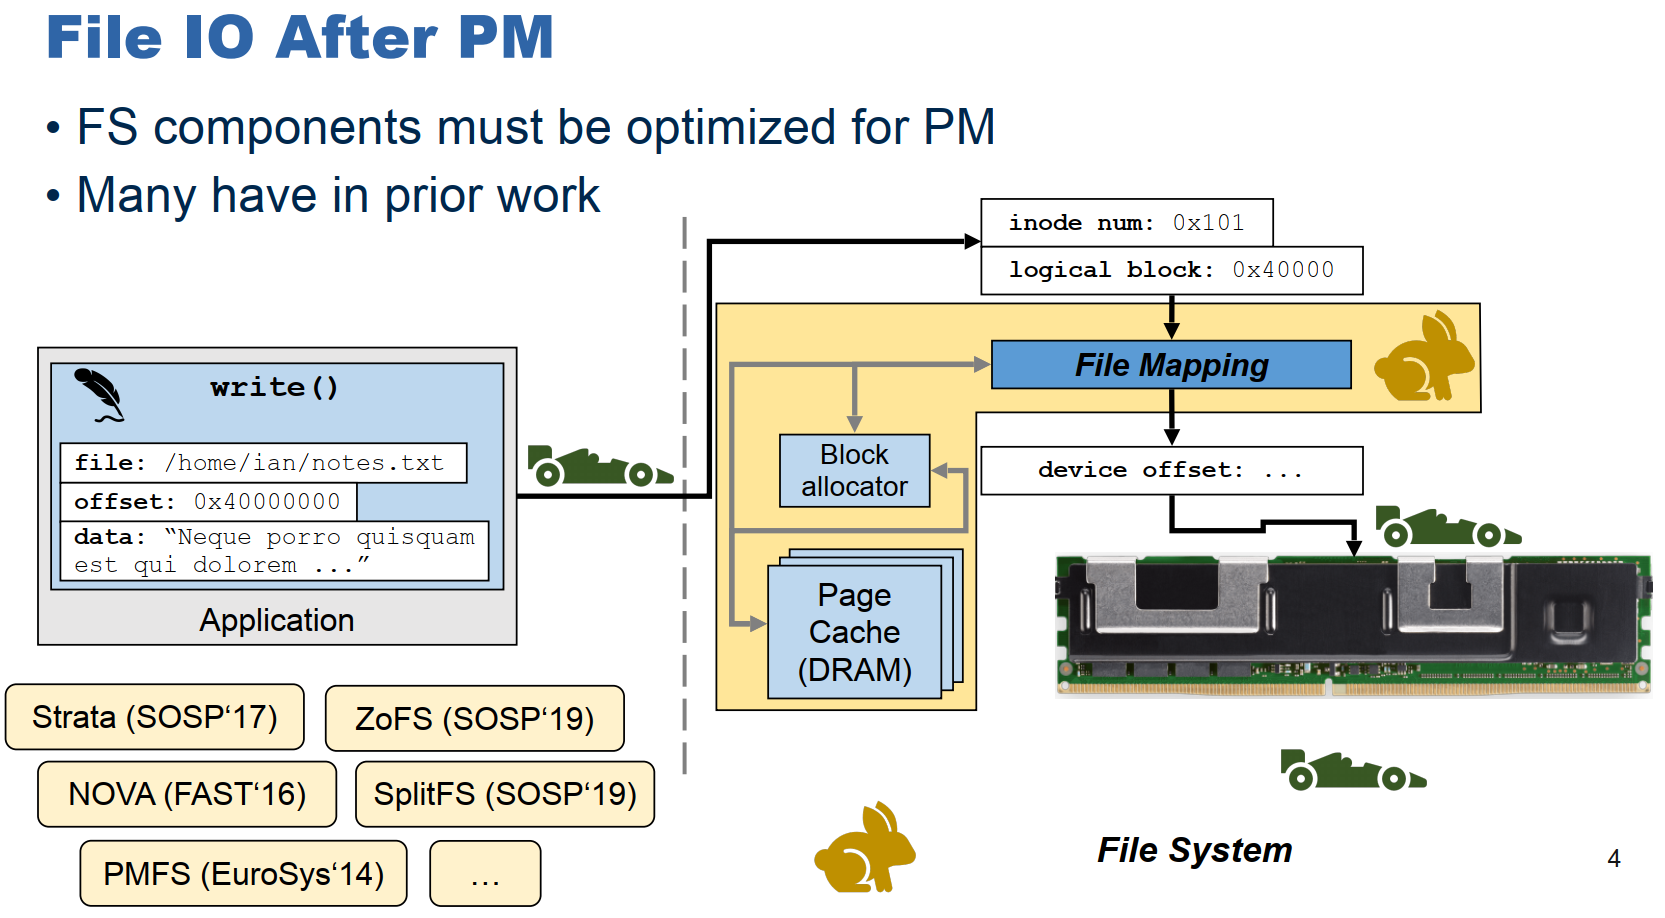 File IO After PM
• FS components must be optimized for PM
• Many have in prior work
inode num: 0x101
logical block: 0x40000
File Mapping
write()
file: /home/ian/notes.txt
offset: 0x40000000
data: “Neque porro quisquam
est qui dolorem ...”
Application
Block
allocator
device offset: ...
Page
Cache
(DRAM)
Strata (SOSP‘17)
ZoFS (SOSP‘19)
NOVA (FAST‘16)
SplitFS (SOSP‘19)
PMFS (EuroSys‘14)
…
File System
4